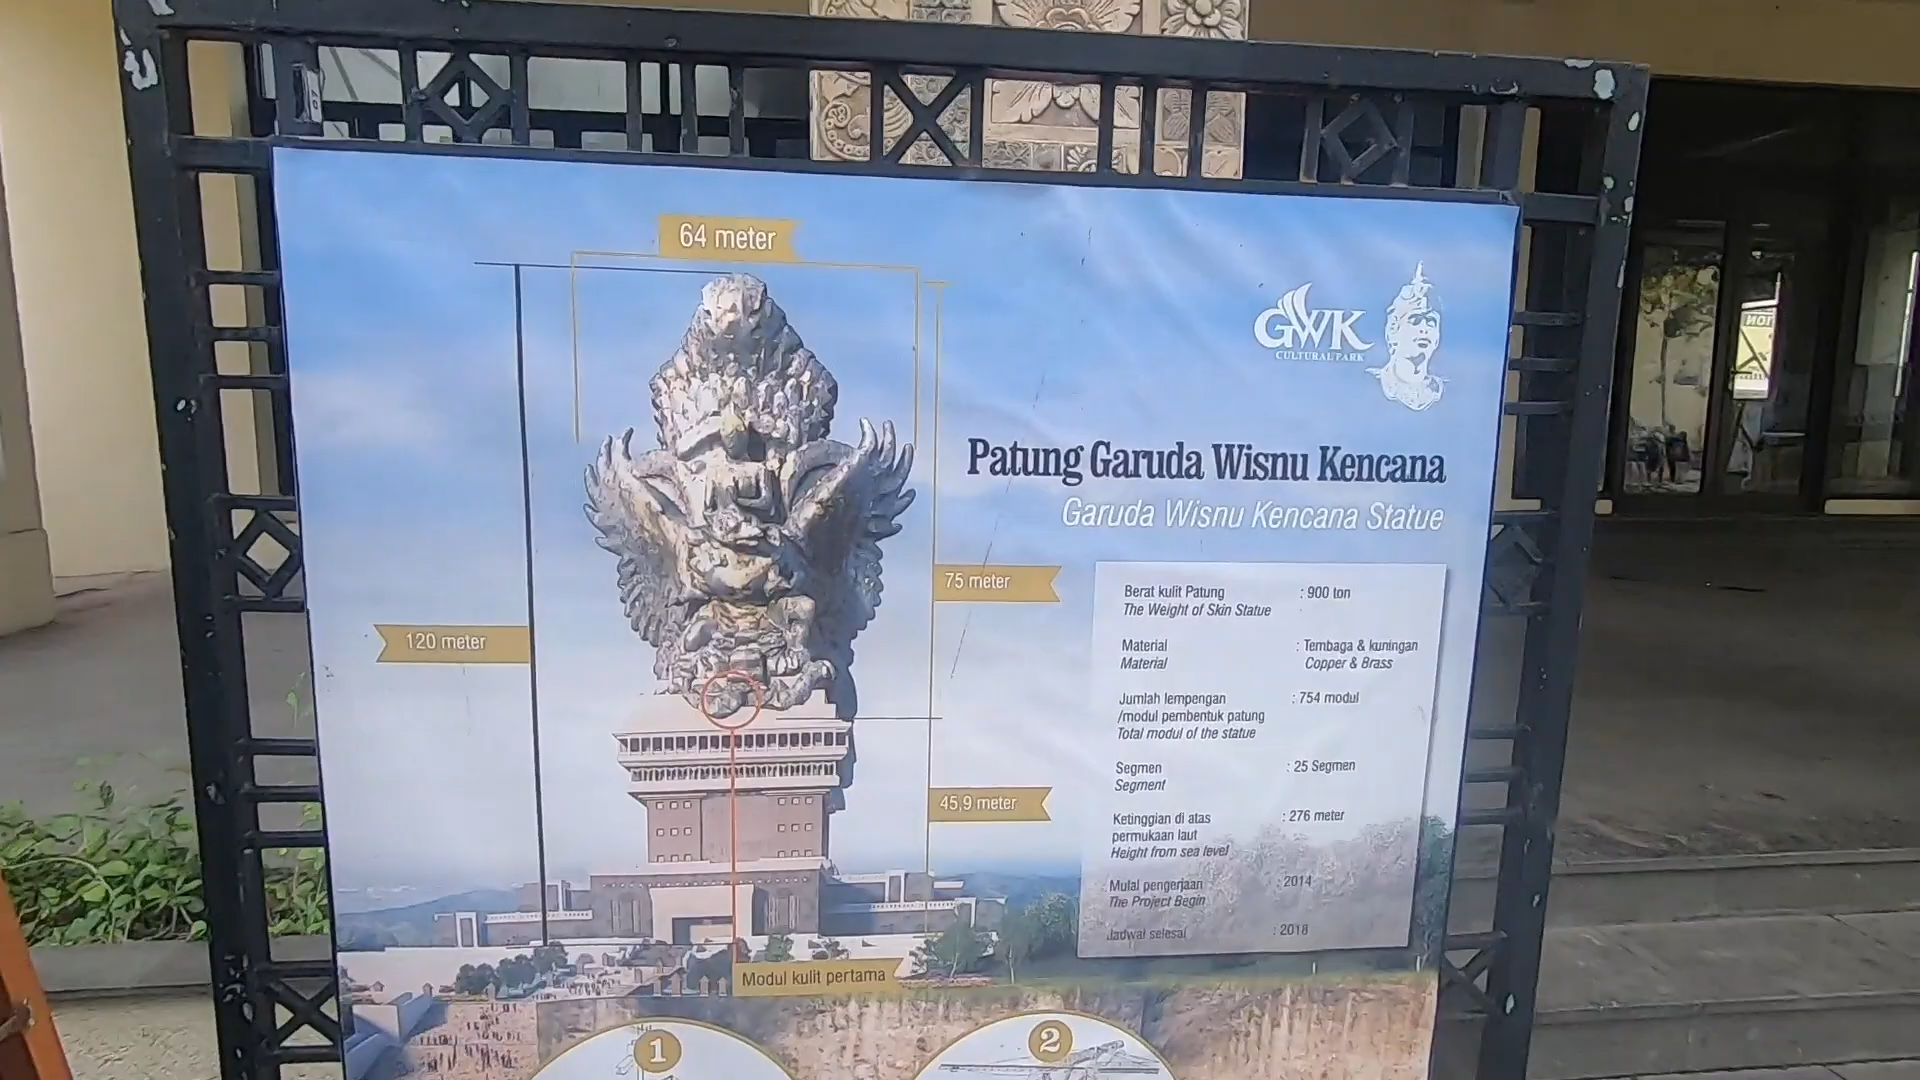 64 meter
GWK
CULTURAL PARK
Patung Garuda Wisnu Kencana
Garuda Wisnu Kencana Statue
75 meter
120 meter
45,9 meter
Berat kulit Patung : 900 ton
The Weight of Skin Statue
Material : Tembaga & kuningan
Material Copper & Brass
Jumlah lempengan : 754 modul
/modul pembentuk patung
Total modul of the statue
Segmen : 25 Segmen
Segment
Ketinggian di atas : 276 meter
permukaan laut
Height from sea level
Mulai pengerjaan : 2014
The Project Begin
Jadwal selesai : 2018
Modul kulit pertama
1
2